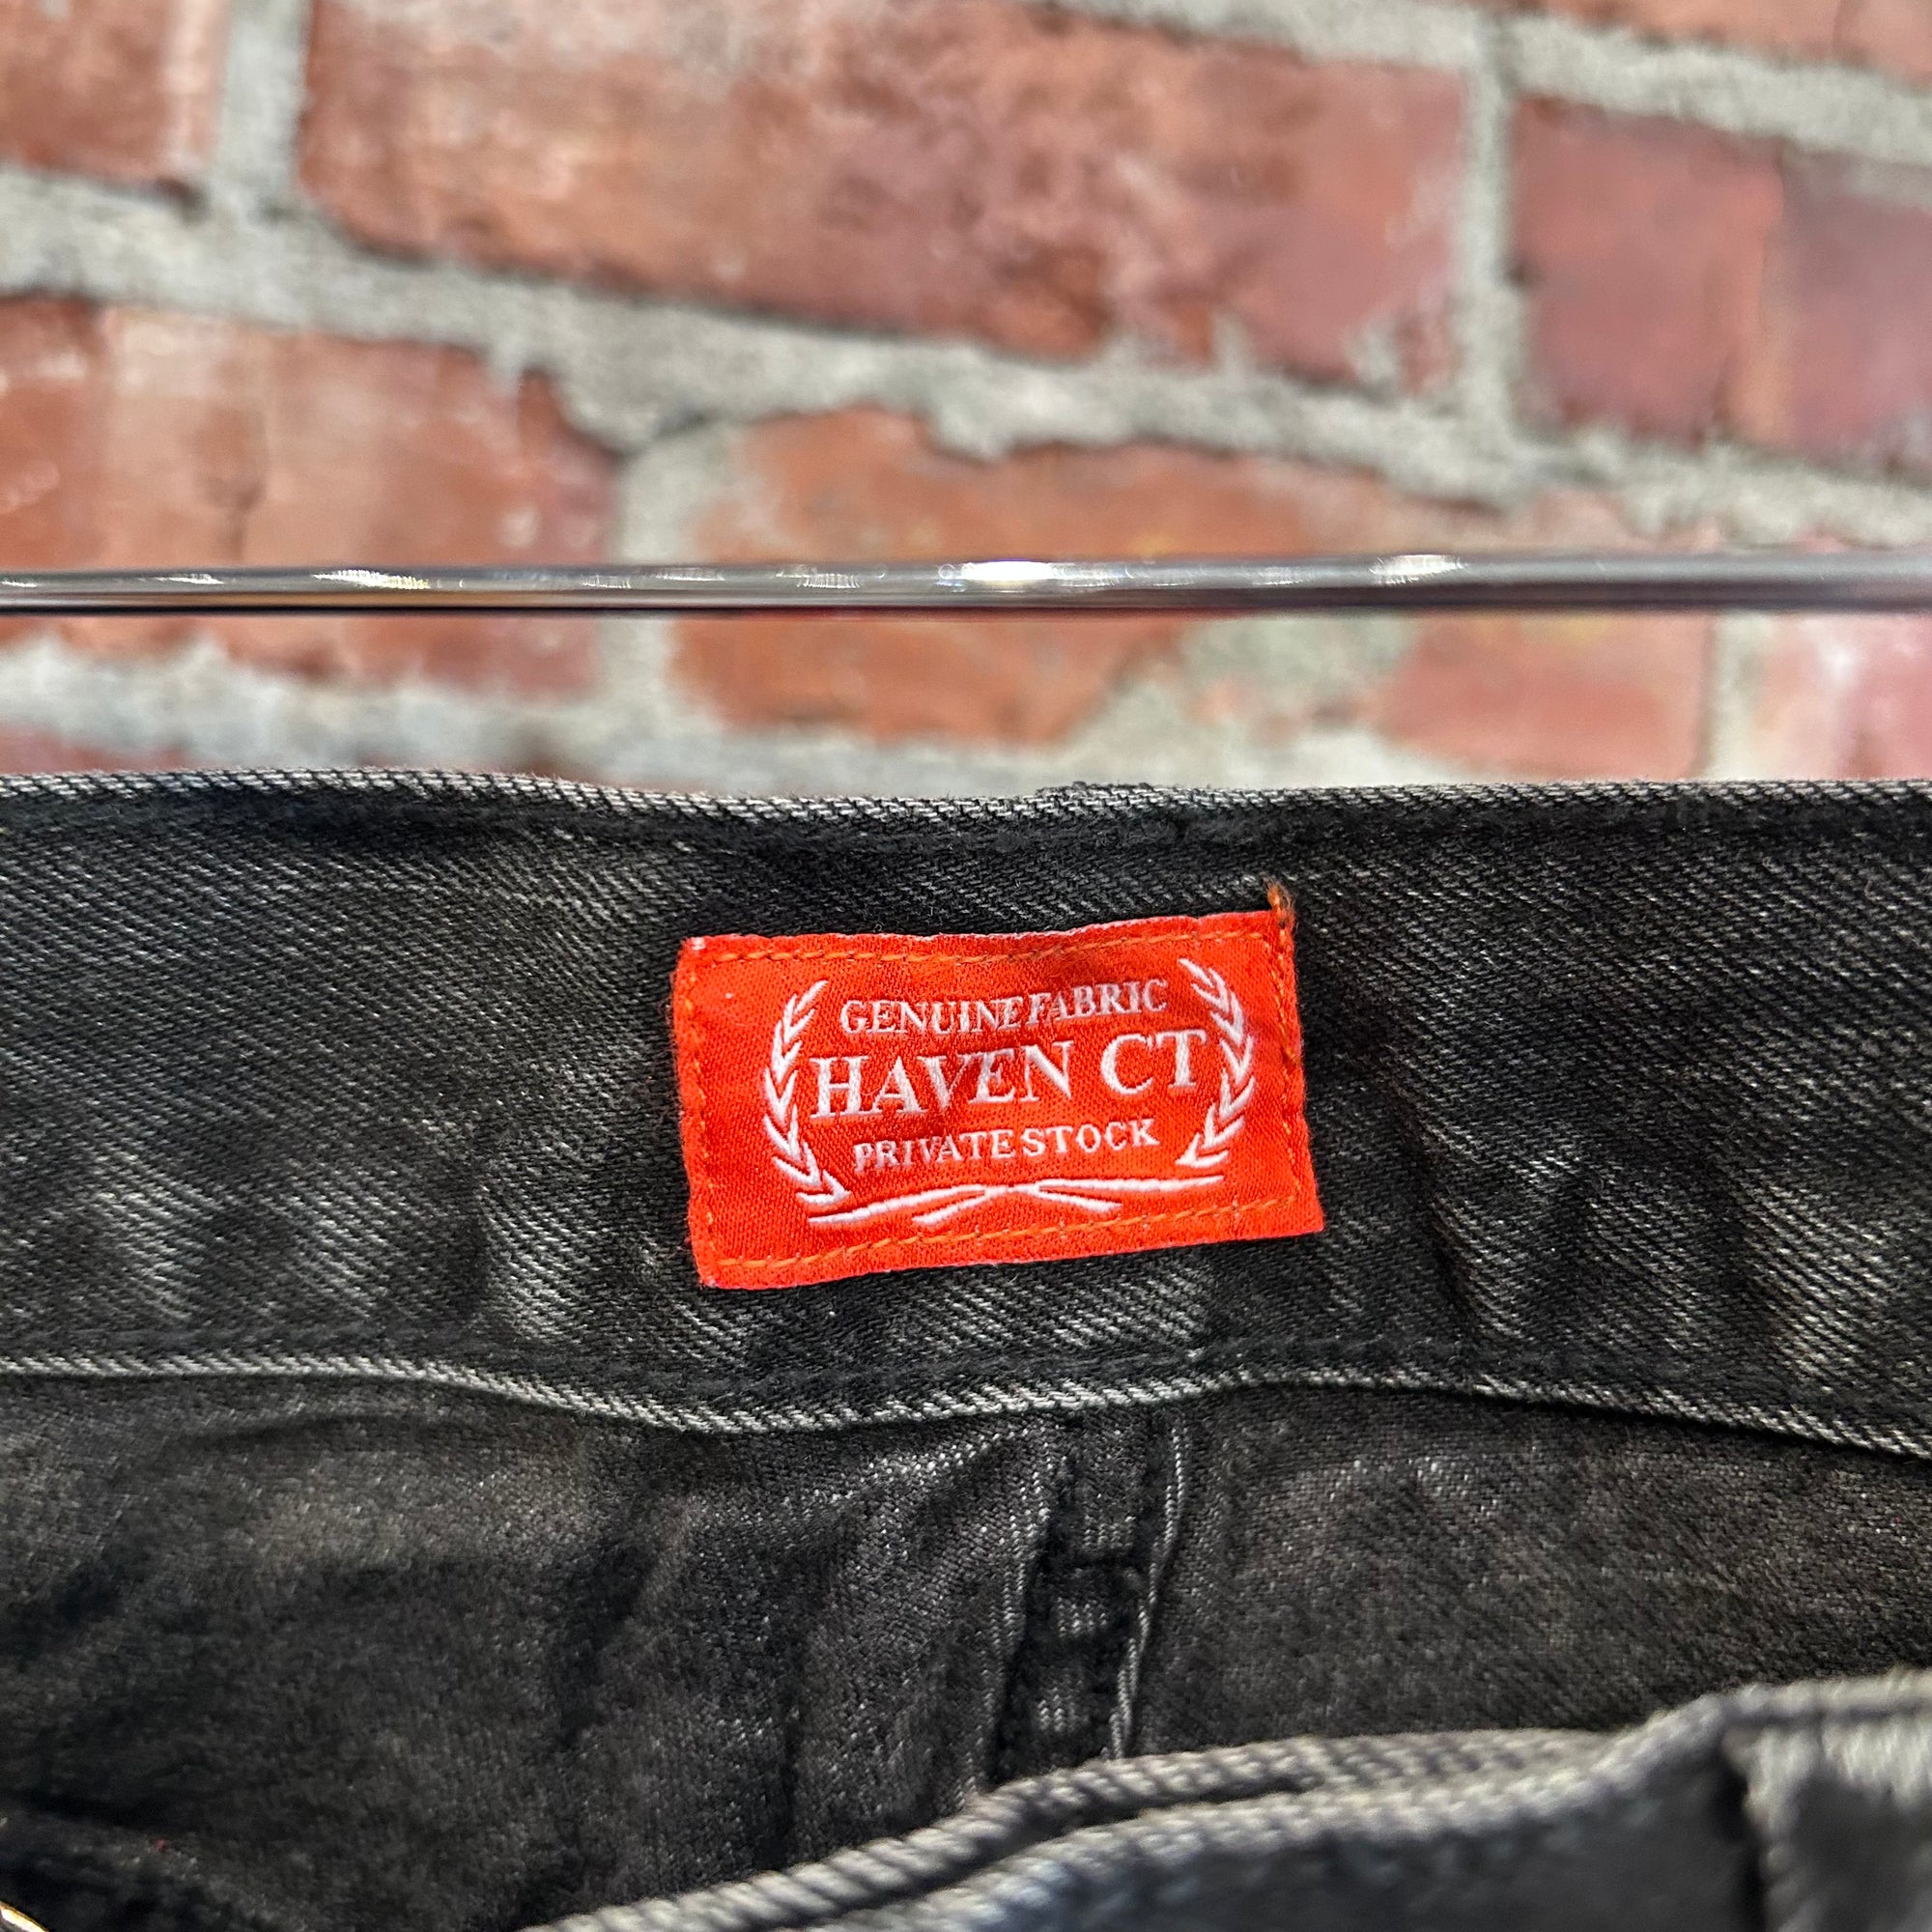 GENUINE FABRIC
HAVEN CT
PRIVATE STOCK